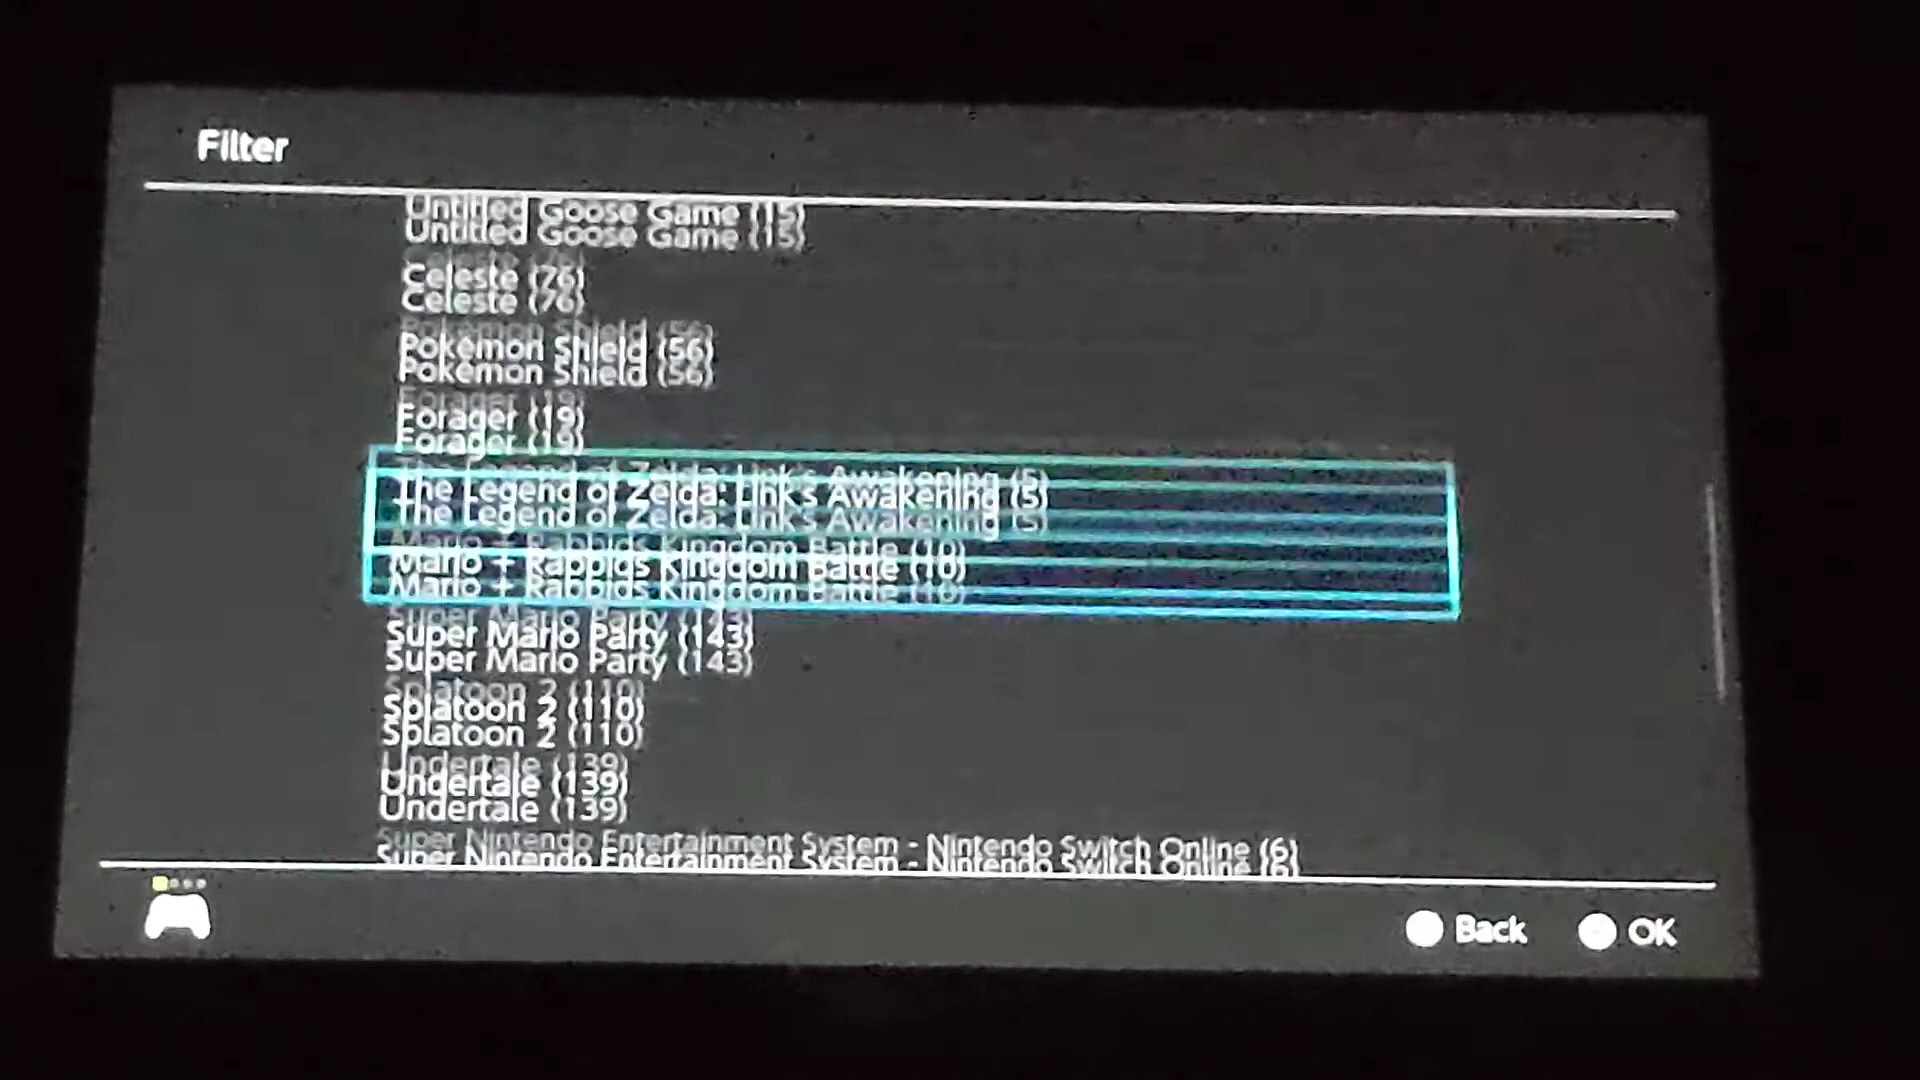 Filter
Untitled Goose Game (15)
Celeste (76)
Pokémon Shield (56)
Forager (19)
The Legend of Zelda: Link's Awakening (5)
Mario + Rabbids Kingdom Battle (10)
Super Mario Party (143)
Splatoon 2 (110)
Undertale (139)
Super Nintendo Entertainment System - Nintendo Switch Online (6)
Back OK